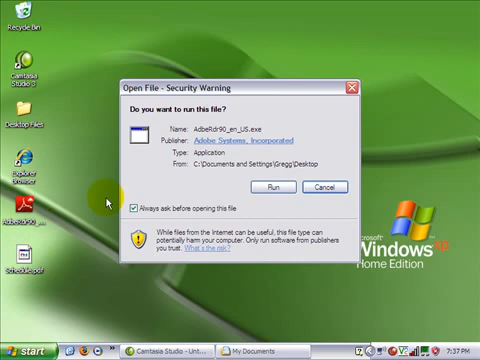 Recycle Bin
Camtasia
Studio 3
Desktop Files
Explorer
browser
AdbeRdr90_...
Schedule.pdf
Open File - Security Warning
Do you want to run this file?
Name: AdbeRdr90_en_US.exe
Publisher: Adobe Systems, Incorporated
Type: Application
From: C:\Documents and Settings\Gregg\Desktop
Run
Cancel
Always ask before opening this file
While files from the Internet can be useful, this file type can
potentially harm your computer. Only run software from publishers
you trust. What's the risk?
Microsoft
Windows xp
Home Edition
start
Camtasia Studio - Unt...
My Documents
7:37 PM